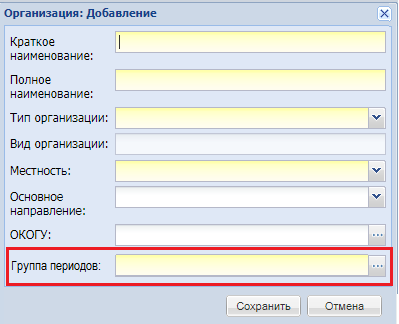 Организация: Добавление
Краткое
наименование:
Полное
наименование:
Тип организации:
Вид организации:
Местность:
Основное
направление:
ОКОГУ:
Группа периодов:
Сохранить
Отмена